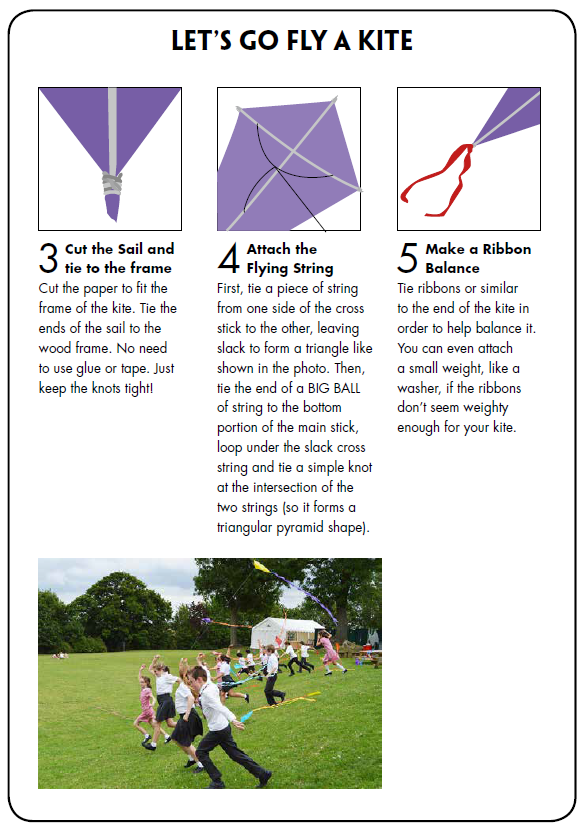 LET'S GO FLY A KITE
3 Cut the Sail and
tie to the frame
Cut the paper to fit the
frame of the kite. Tie the
ends of the sail to the
wood frame. No need
to use glue or tape. Just
keep the knots tight!
4 Attach the
Flying String
First, tie a piece of string
from one side of the cross
stick to the other, leaving
slack to form a triangle like
shown in the photo. Then,
tie the end of a BIG BALL
of string to the bottom
portion of the main stick,
loop under the slack cross
string and tie a simple knot
at the intersection of the
two strings (so it forms a
triangular pyramid shape).
5 Make a Ribbon
Balance
Tie ribbons or similar
to the end of the kite in
order to help balance it.
You can even attach
a small weight, like a
washer, if the ribbons
don't seem weighty
enough for your kite.